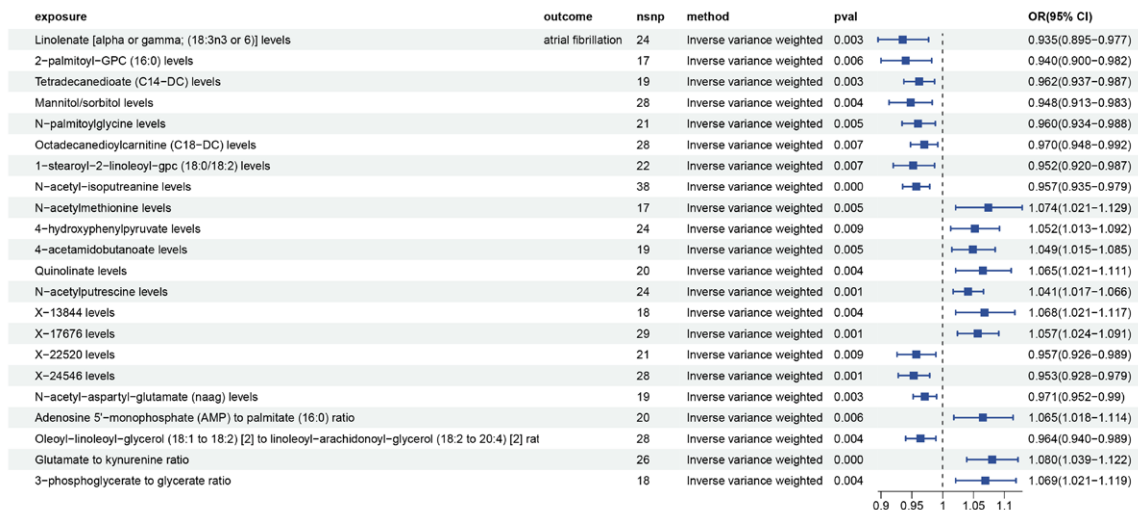 exposure outcome nsnp method pval OR(95% CI)
Linolenate [alpha or gamma; (18:3n3 or 6)] levels atrial fibrillation 24 Inverse variance weighted 0.003 0.935(0.895−0.977)
2−palmitoyl−GPC (16:0) levels 17 Inverse variance weighted 0.006 0.940(0.900−0.982)
Tetradecanedioate (C14−DC) levels 19 Inverse variance weighted 0.003 0.962(0.937−0.987)
Mannitol/sorbitol levels 28 Inverse variance weighted 0.004 0.948(0.913−0.983)
N−palmitoylglycine levels 21 Inverse variance weighted 0.005 0.960(0.934−0.988)
Octadecanedioylcarnitine (C18−DC) levels 28 Inverse variance weighted 0.007 0.970(0.948−0.992)
1−stearoyl−2−linoleoyl−gpc (18:0/18:2) levels 22 Inverse variance weighted 0.007 0.952(0.920−0.987)
N−acetyl−isoputreanine levels 38 Inverse variance weighted 0.000 0.957(0.935−0.979)
N−acetylmethionine levels 17 Inverse variance weighted 0.005 1.074(1.021−1.129)
4−hydroxyphenylpyruvate levels 24 Inverse variance weighted 0.009 1.052(1.013−1.092)
4−acetamidobutanoate levels 19 Inverse variance weighted 0.005 1.049(1.015−1.085)
Quinolinate levels 20 Inverse variance weighted 0.004 1.065(1.021−1.111)
N−acetylputrescine levels 24 Inverse variance weighted 0.001 1.041(1.017−1.066)
X−13844 levels 18 Inverse variance weighted 0.004 1.068(1.021−1.117)
X−17676 levels 29 Inverse variance weighted 0.001 1.057(1.024−1.091)
X−22520 levels 21 Inverse variance weighted 0.009 0.957(0.926−0.989)
X−24546 levels 28 Inverse variance weighted 0.001 0.953(0.928−0.979)
N−acetyl−aspartyl−glutamate (naag) levels 19 Inverse variance weighted 0.003 0.971(0.952−0.99)
Adenosine 5'−monophosphate (AMP) to palmitate (16:0) ratio 20 Inverse variance weighted 0.006 1.065(1.018−1.114)
Oleoyl−linoleoyl−glycerol (18:1 to 18:2) [2] to linoleoyl−arachidonoyl−glycerol (18:2 to 20:4) [2] rat 28 Inverse variance weighted 0.004 0.964(0.940−0.989)
Glutamate to kynurenine ratio 26 Inverse variance weighted 0.000 1.080(1.039−1.122)
3−phosphoglycerate to glycerate ratio 18 Inverse variance weighted 0.004 1.069(1.021−1.119)
0.9 0.95 1 1.05 1.1